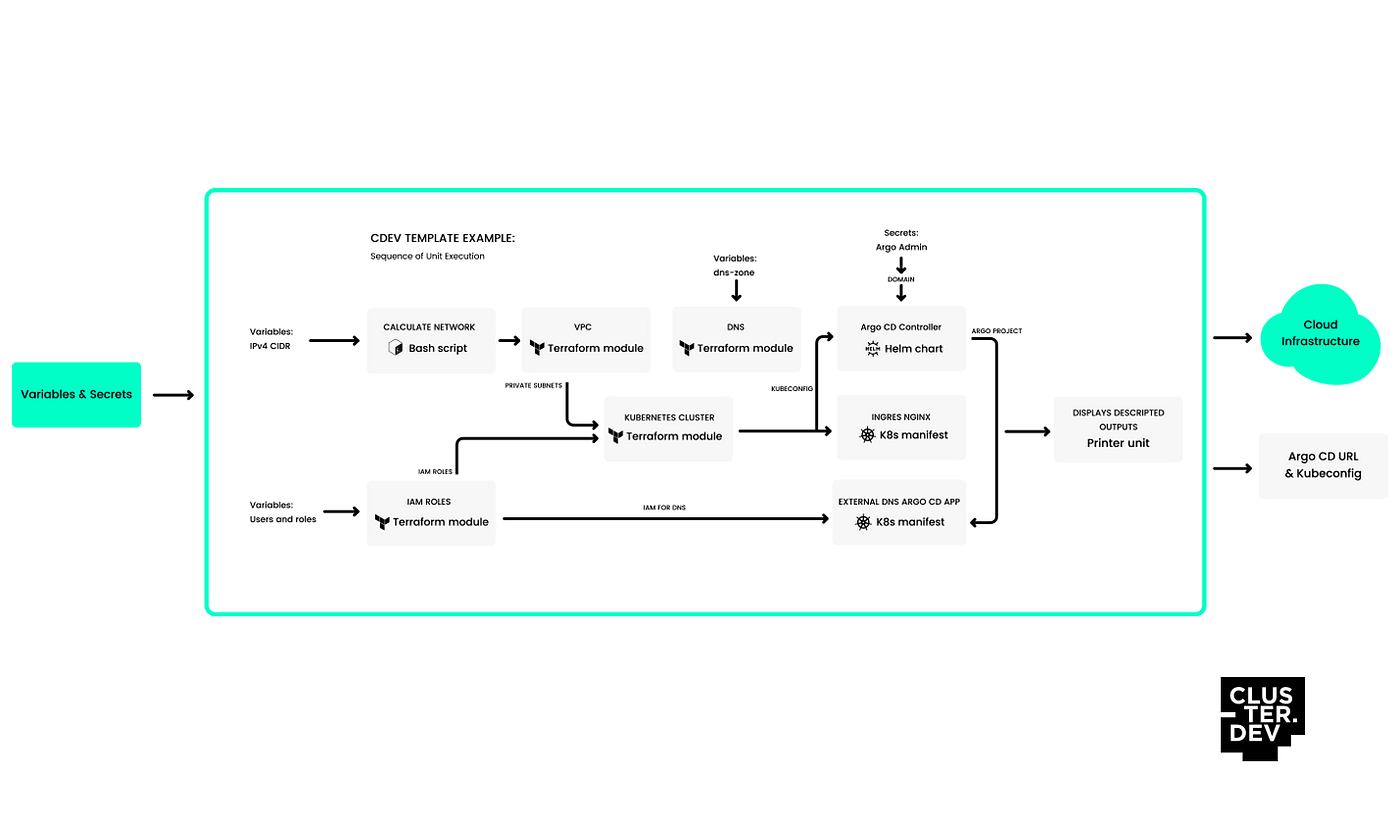 CDEV TEMPLATE EXAMPLE:
Sequence of Unit Execution
Variables & Secrets
Variables:
IPv4 CIDR
CALCULATE NETWORK
Bash script
VPC
Terraform module
Variables:
dns-zone
DNS
Terraform module
Secrets:
Argo Admin
DOMAIN
Argo CD Controller
HELM
Helm chart
ARGO PROJECT
PRIVATE SUBNETS
KUBERNETES CLUSTER
Terraform module
KUBECONFIG
INGRES NGINX
K8s manifest
IAM ROLES
Variables:
Users and roles
IAM ROLES
Terraform module
IAM FOR DNS
EXTERNAL DNS ARGO CD APP
K8s manifest
DISPLAYS DESCRIPTED
OUTPUTS
Printer unit
Cloud
Infrastructure
Argo CD URL
& Kubeconfig
CLUS
TER.
DEV